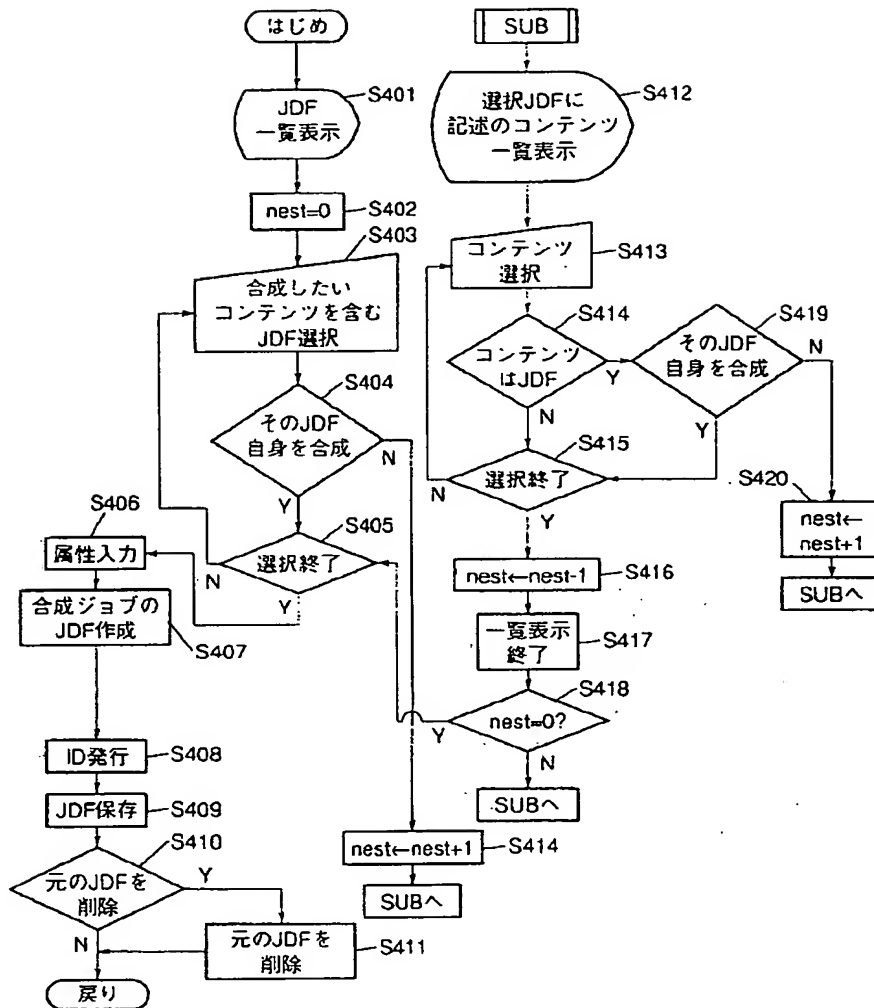 はじめ
JDF
一覧表示
S401
nest=0
S402
S403
合成したい
コンテンツを含む
JDF選択
S404
そのJDF
自身を合成
N
Y
S405
選択終了
N
Y
S406
属性入力
合成ジョブの
JDF作成
S407
ID発行
S408
JDF保存
S409
S410
元のJDFを
削除
Y
N
元のJDFを
削除
S411
戻り
nest←nest+1
S414
SUBへ
SUB
選択JDFに
記述のコンテンツ
一覧表示
S412
コンテンツ
選択
S413
S414
コンテンツ
はJDF
Y
N
S419
そのJDF
自身を合成
N
Y
S415
選択終了
N
Y
S420
nest←
nest+1
SUBへ
nest←nest-1
S416
一覧表示
終了
S417
S418
nest=0?
Y
N
SUBへ